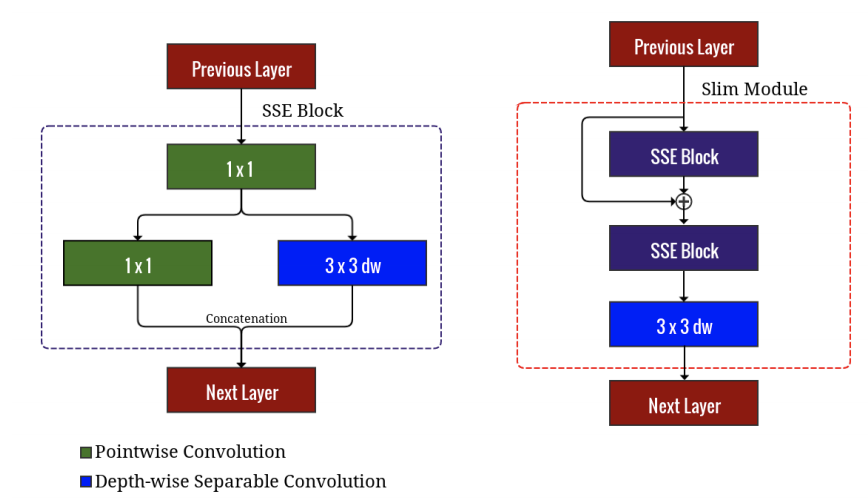 Previous Layer
SSE Block
1 x 1
1 x 1
3 x 3 dw
Concatenation
Next Layer
Pointwise Convolution
Depth-wise Separable Convolution
Previous Layer
Slim Module
SSE Block
SSE Block
3 x 3 dw
Next Layer